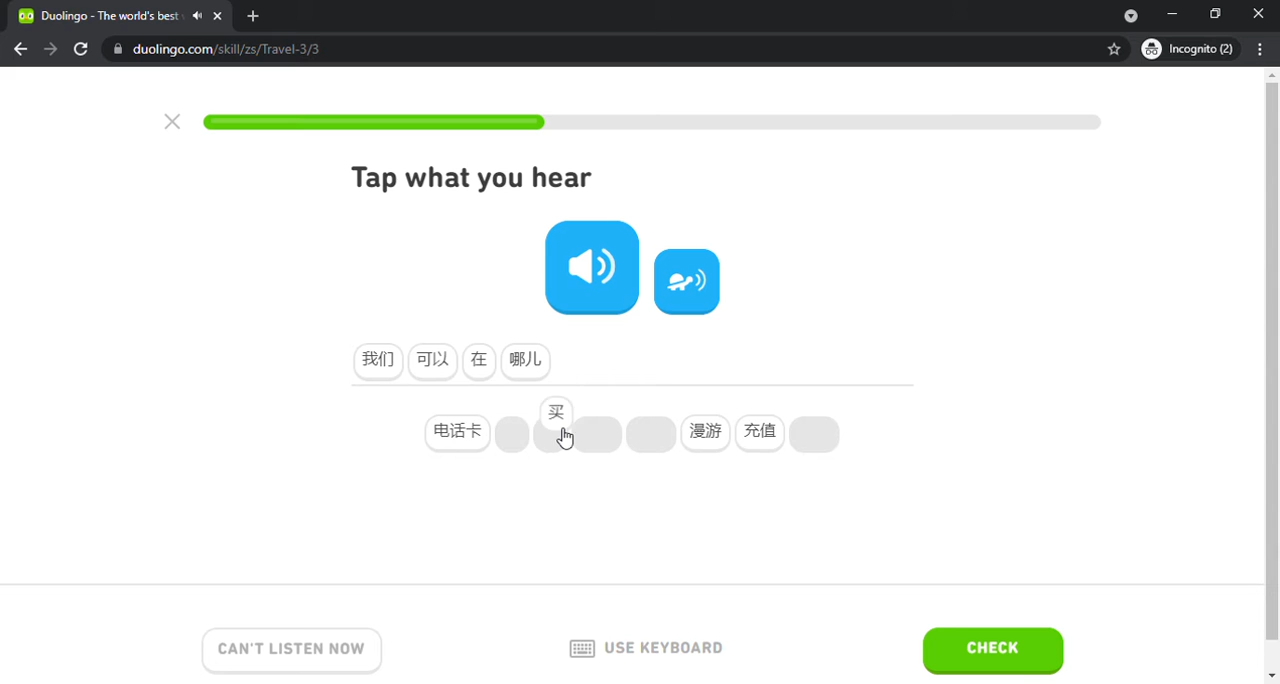 Duolingo - The world's best
duolingo.com/skill/zs/Travel-3/3
Incognito (2)
Tap what you hear
我们 可以 在 哪儿
买
电话卡 漫游 充值
CAN'T LISTEN NOW USE KEYBOARD CHECK